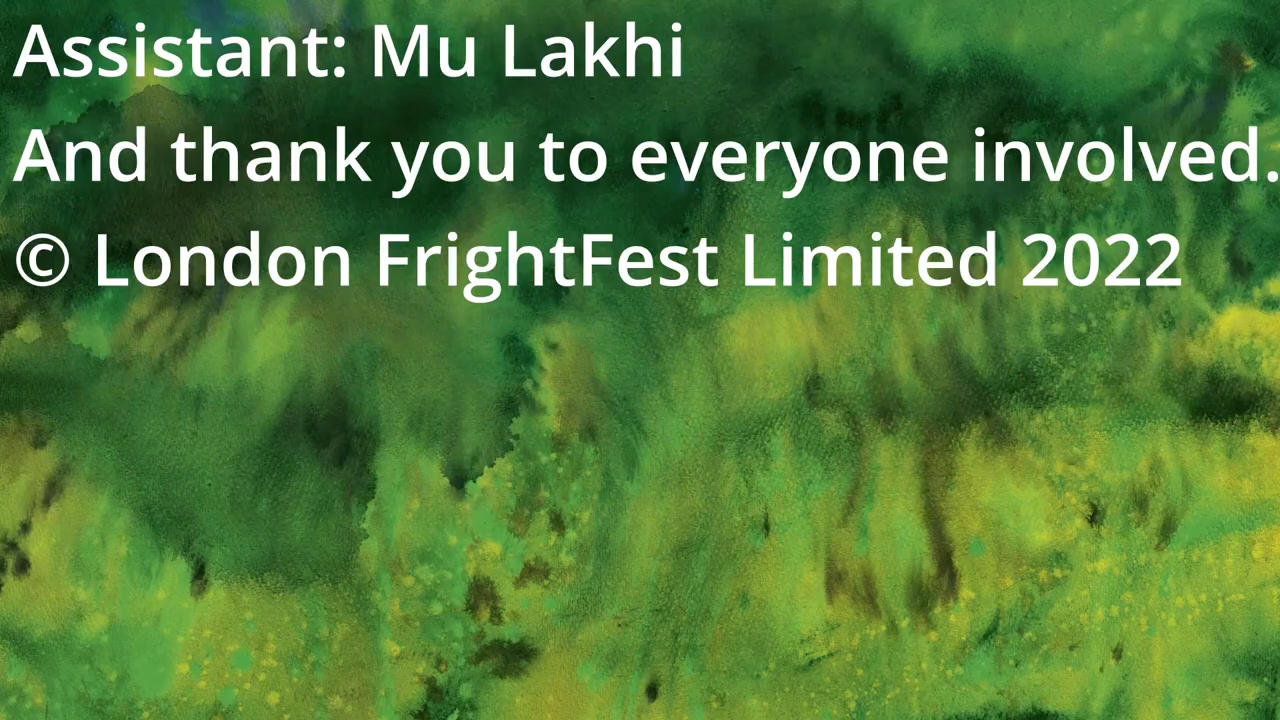 Assistant: Mu Lakhi
And thank you to everyone involved.
© London FrightFest Limited 2022